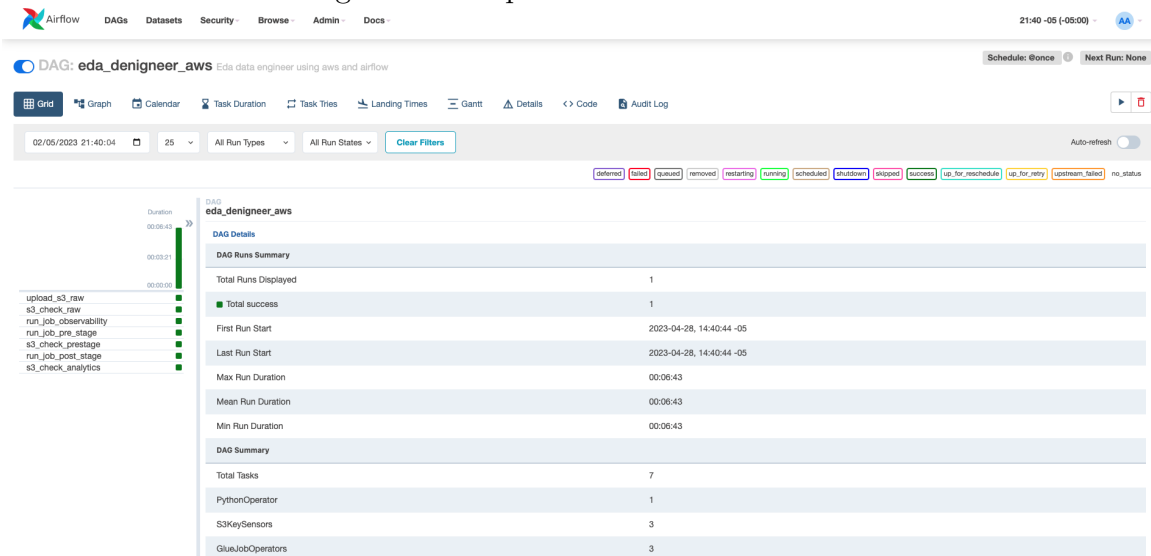 Airflow DAGs Datasets Security Browse Admin Docs 21:40 -05 (-05:00) AA
DAG: eda_denigneer_aws Eda data engineer using aws and airflow Schedule: @once Next Run: None
Grid Graph Calendar Task Duration Task Tries Landing Times Gantt Details <> Code Audit Log
02/05/2023 21:40:04 25 All Run Types All Run States Clear Filters Auto-refresh
deferred failed queued removed restarting running scheduled shutdown skipped success up_for_reschedule up_for_retry upstream_failed no_status
Duration
00:06:43
00:03:21
00:00:00
upload_s3_raw
s3_check_raw
run_job_observability
run_job_pre_stage
s3_check_prestage
run_job_post_stage
s3_check_analytics
DAG
eda_denigneer_aws
DAG Details
DAG Runs Summary
Total Runs Displayed 1
Total success 1
First Run Start 2023-04-28, 14:40:44 -05
Last Run Start 2023-04-28, 14:40:44 -05
Max Run Duration 00:06:43
Mean Run Duration 00:06:43
Min Run Duration 00:06:43
DAG Summary
Total Tasks 7
PythonOperator 1
S3KeySensors 3
GlueJobOperators 3